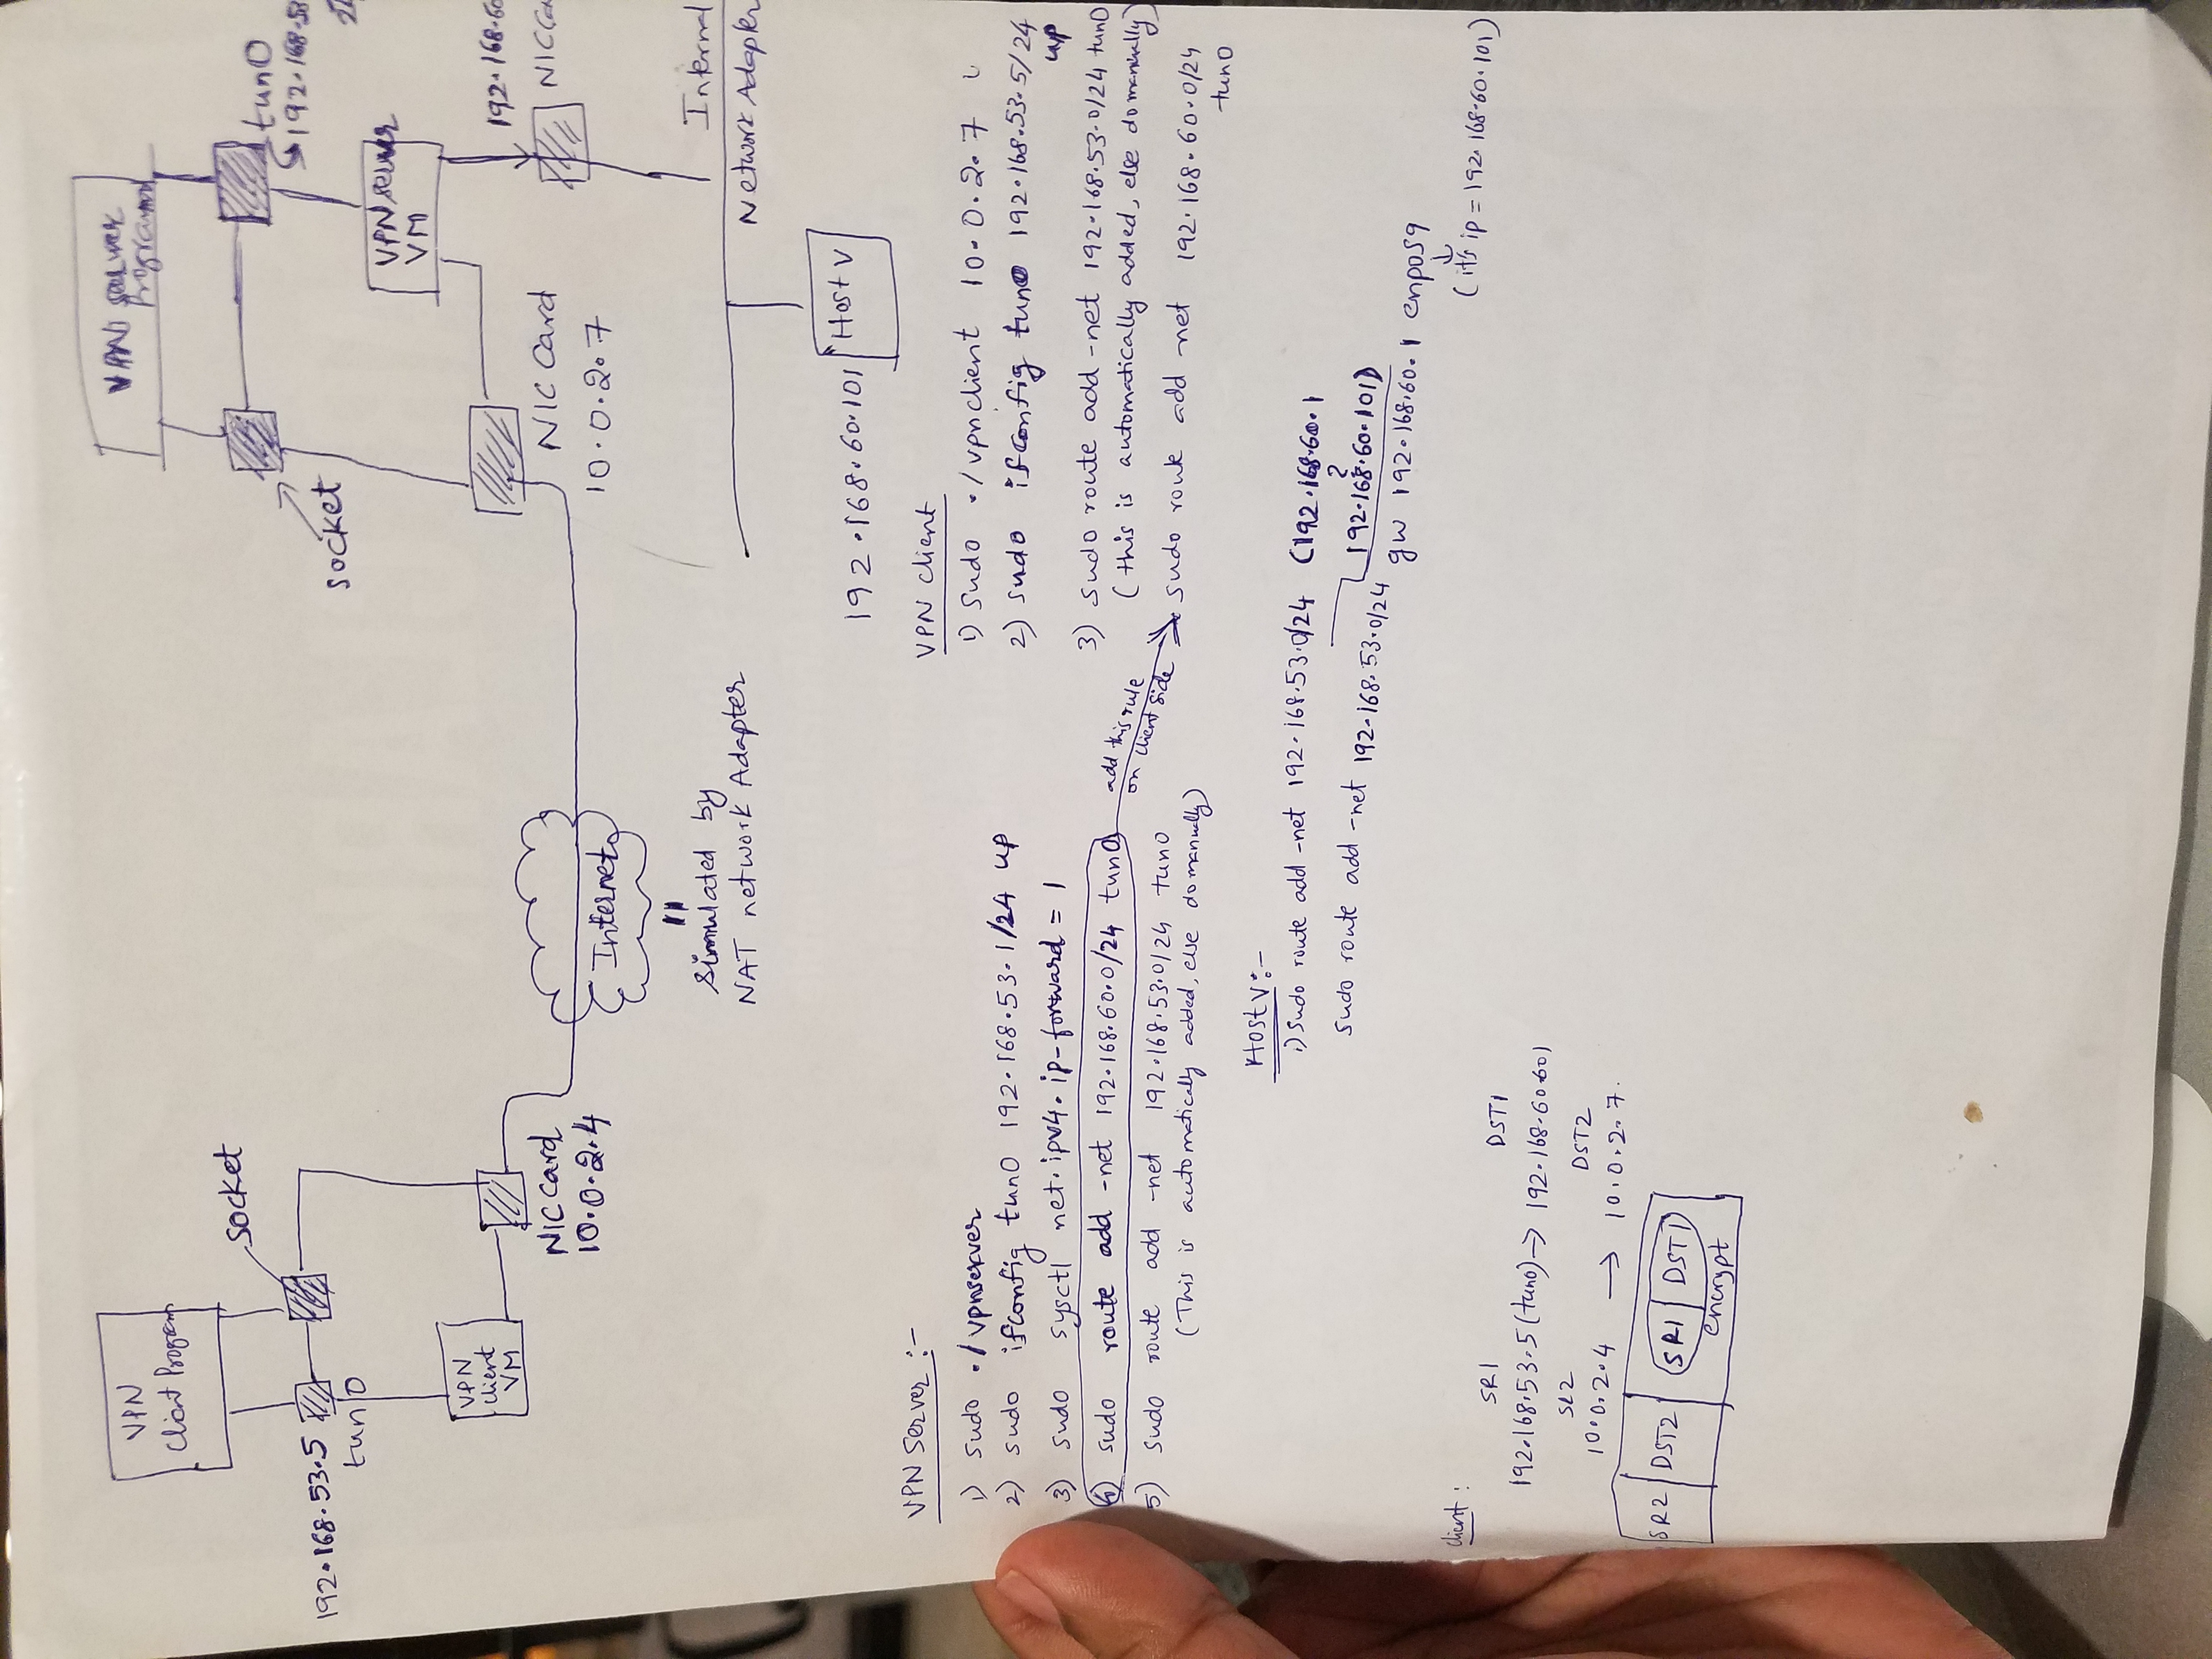 VPN
Client Program
socket
192.168.53.5
tun0
VPN
client
VM
NIC Card
10.0.2.4
Internet
Simulated by
NAT network Adapter
VPN server
Program
socket
tun0
192.168.53
VPN server
VM
192.168.60
NIC Card
10.0.2.7
NIC Ca
Internal
Network Adapter
192.168.60.101
Host V
VPN Server :-
1) sudo ./vpnserver
2) sudo ifconfig tun0 192.168.53.1/24 up
3) sudo sysctl net.ipv4.ip-forward = 1
4) sudo route add -net 192.168.60.0/24 tun0
add this rule
on client side
5) sudo route add -net 192.168.53.0/24 tun0
(This is automatically added, else do manually)
VPN client
1) sudo ./vpnclient 10.0.2.7
2) sudo ifconfig tun0 192.168.53.5/24
up
3) sudo route add -net 192.168.53.0/24 tun0
(this is automatically added, else do manually)
sudo route add -net 192.168.60.0/24
tun0
Host V :-
1) sudo route add -net 192.168.53.0/24 (192.168.60.1
?
192.168.60.101)
sudo route add -net 192.168.53.0/24
gw 192.168.60.1 enp0s9
(it's ip = 192.168.60.101)
Client :
SR1 DST1
192.168.53.5 (tun0) → 192.168.60.601
SR2 DST2
10.0.2.4 → 10.0.2.7.
SR2 DST2 SR1 DST1
encrypt